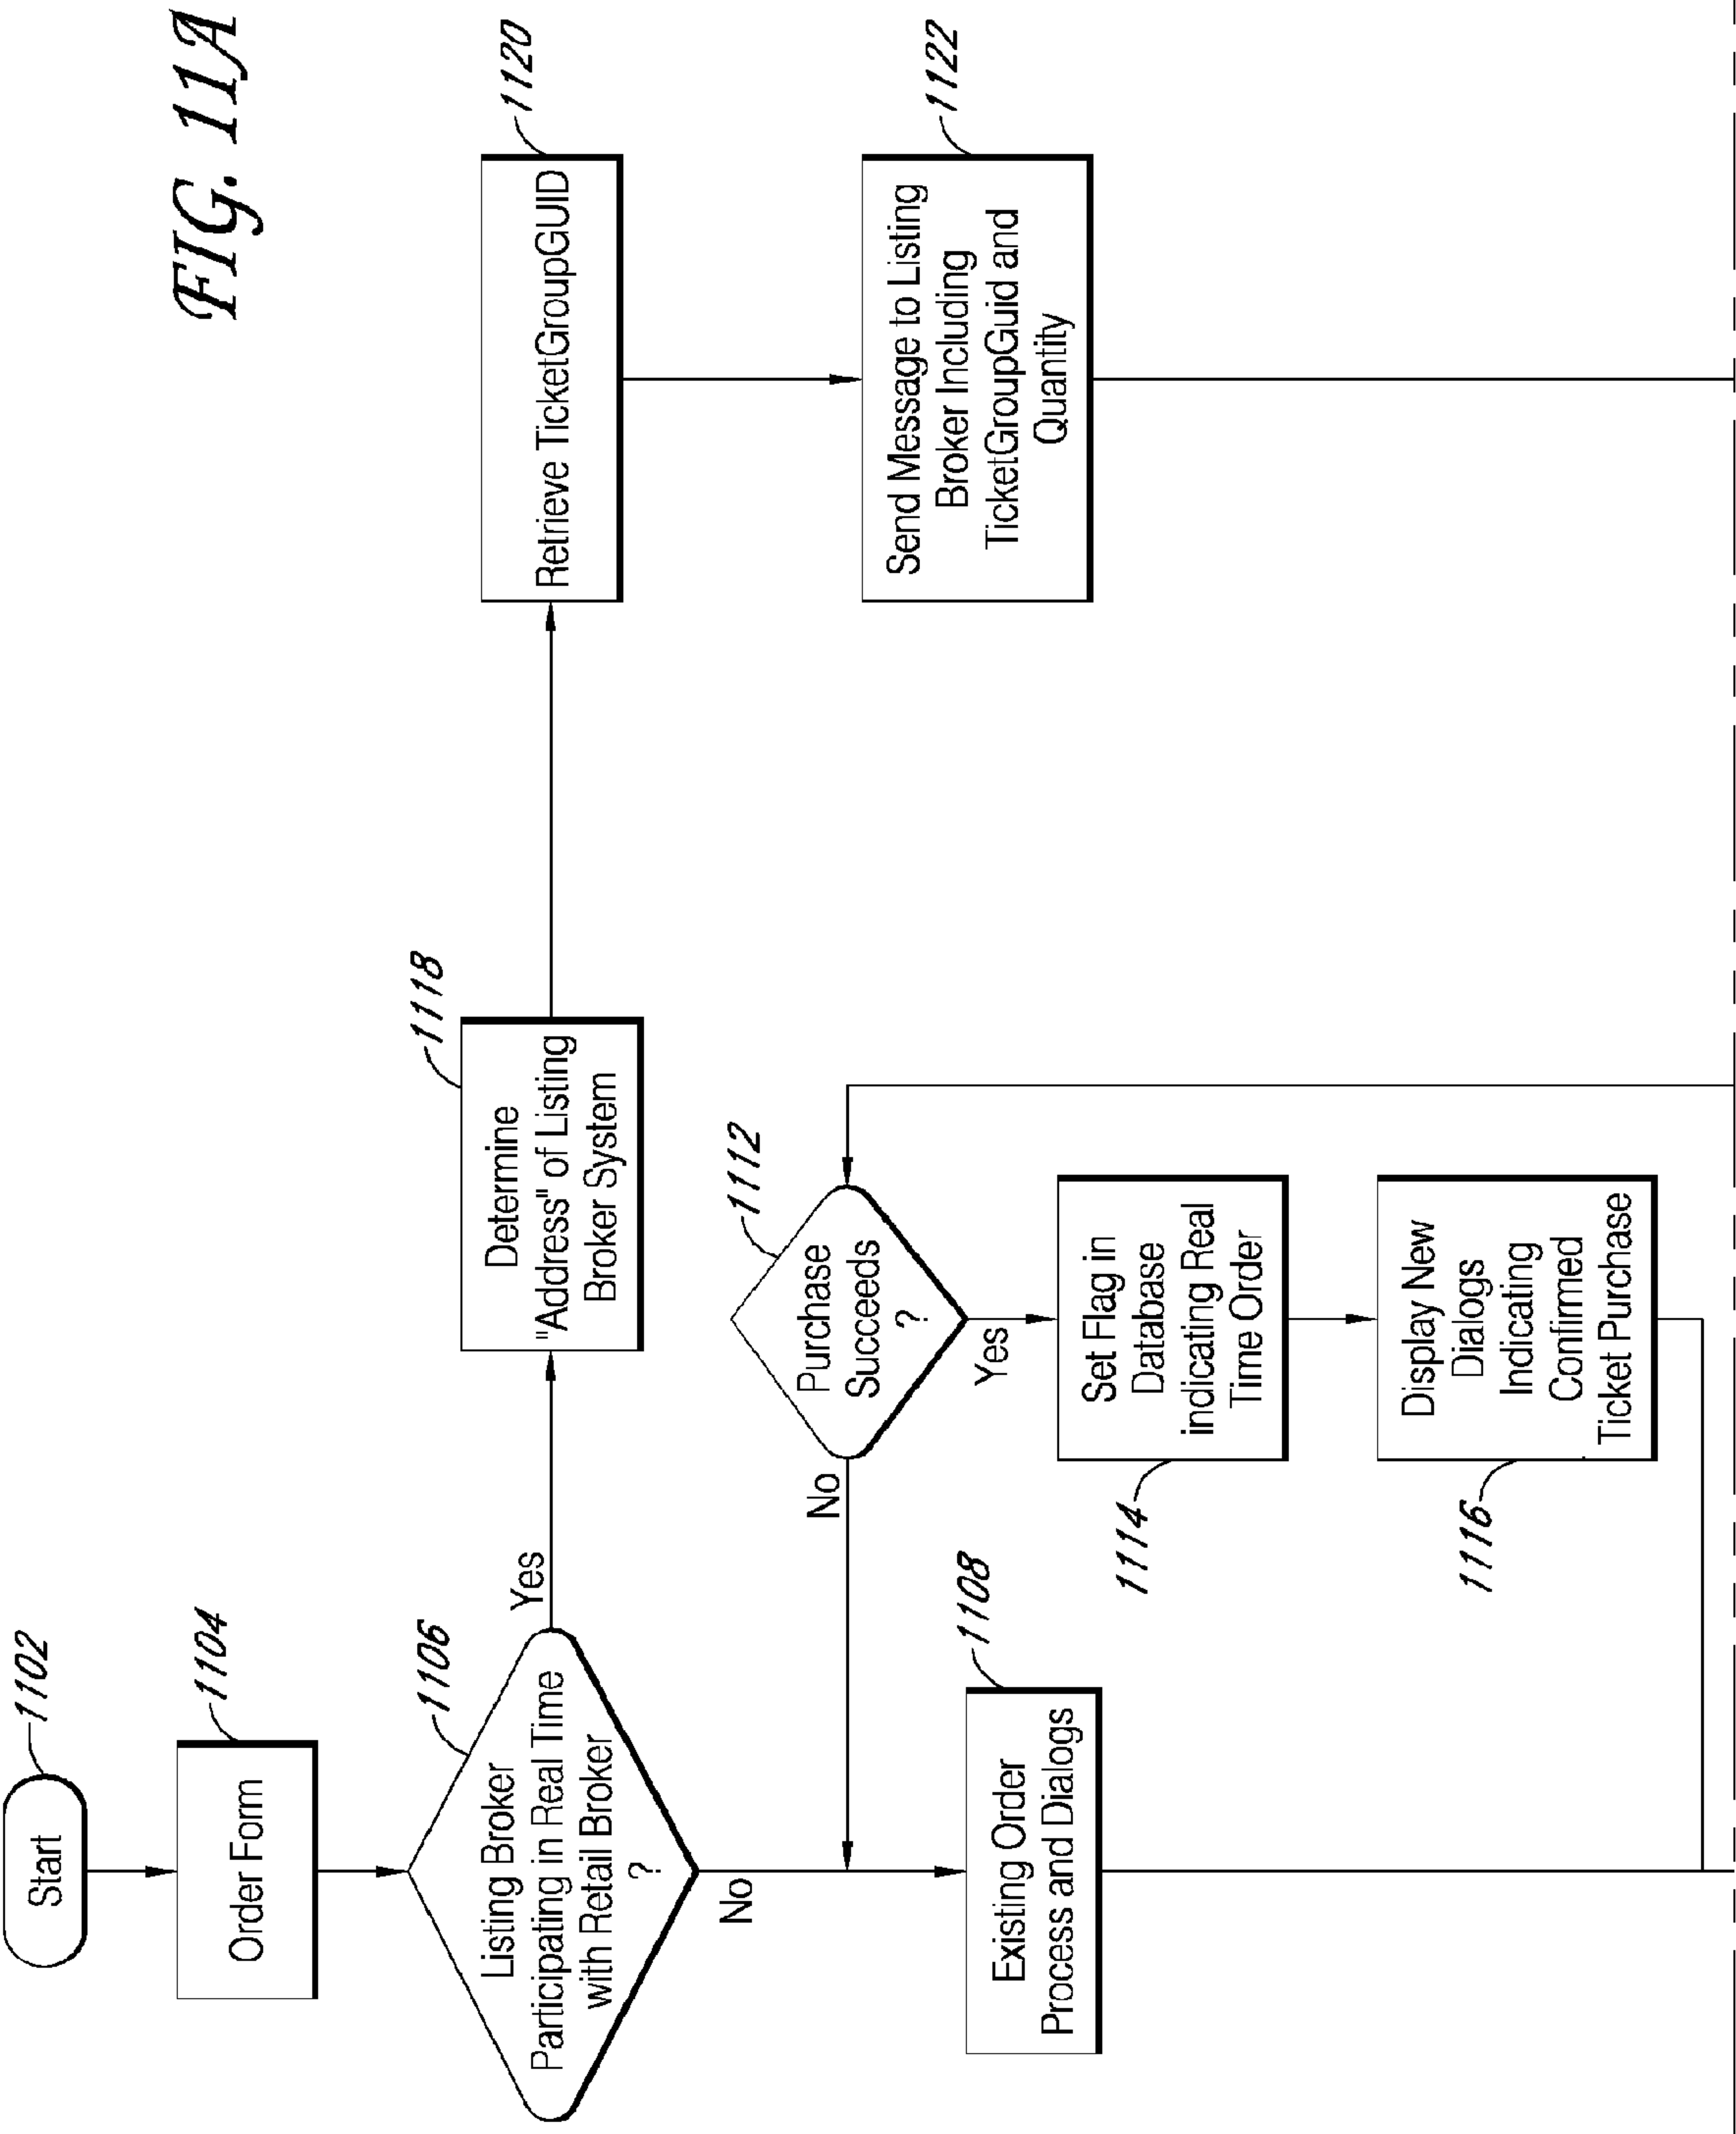 FIG. 11A
Start
1102
Order Form
1104
Listing Broker
Participating in Real Time
with Retail Broker
?
1106
Yes
No
Determine
"Address" of Listing
Broker System
1118
Retrieve TicketGroupGUID
1120
Send Message to Listing
Broker Including
TicketGroupGuid and
Quantity
1122
Purchase
Succeeds
?
1112
No
Yes
Existing Order
Process and Dialogs
1108
Set Flag in
Database
indicating Real
Time Order
1114
Display New
Dialogs
Indicating
Confirmed
Ticket Purchase
1116